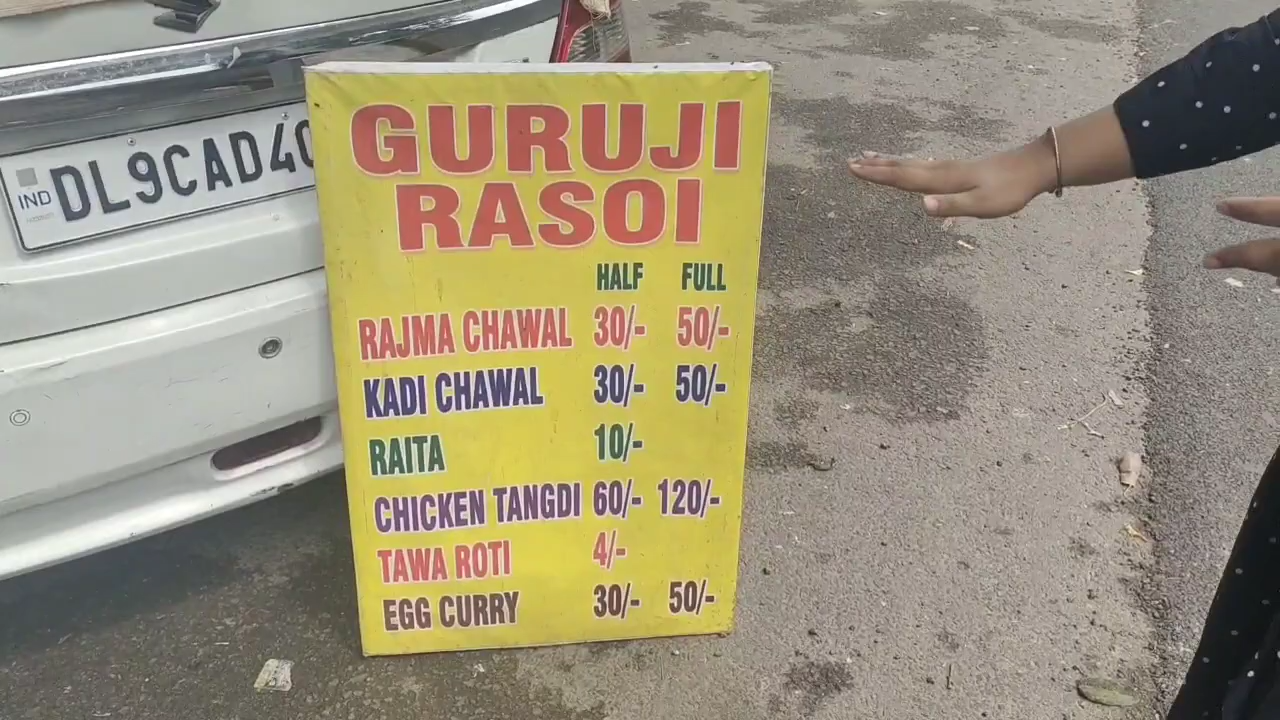 IND
DL9CAD4
GURUJI
RASOI
HALF FULL
RAJMA CHAWAL 30/- 50/-
KADI CHAWAL 30/- 50/-
RAITA 10/-
CHICKEN TANGDI 60/- 120/-
TAWA ROTI 4/-
EGG CURRY 30/- 50/-